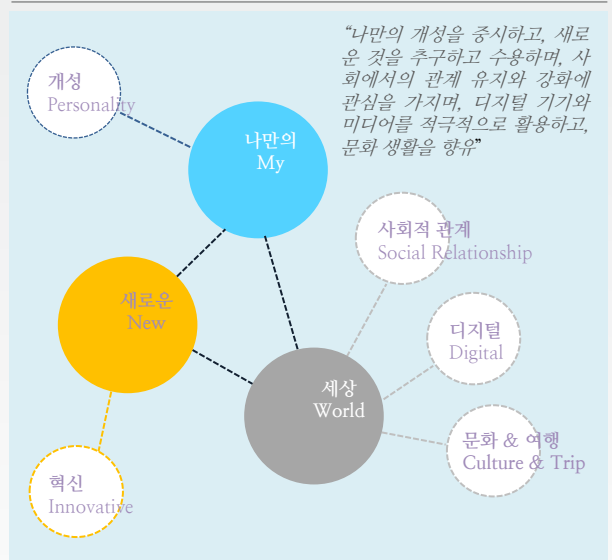 “나만의 개성을 중시하고, 새로
운 것을 추구하고 수용하며, 사
회에서의 관계 유지와 강화에
관심을 가지며, 디지털 기기와
미디어를 적극적으로 활용하고,
문화 생활을 향유”
개성
Personality
나만의
My
사회적 관계
Social Relationship
새로운
New
디지털
Digital
세상
World
문화 & 여행
Culture & Trip
혁신
Innovative